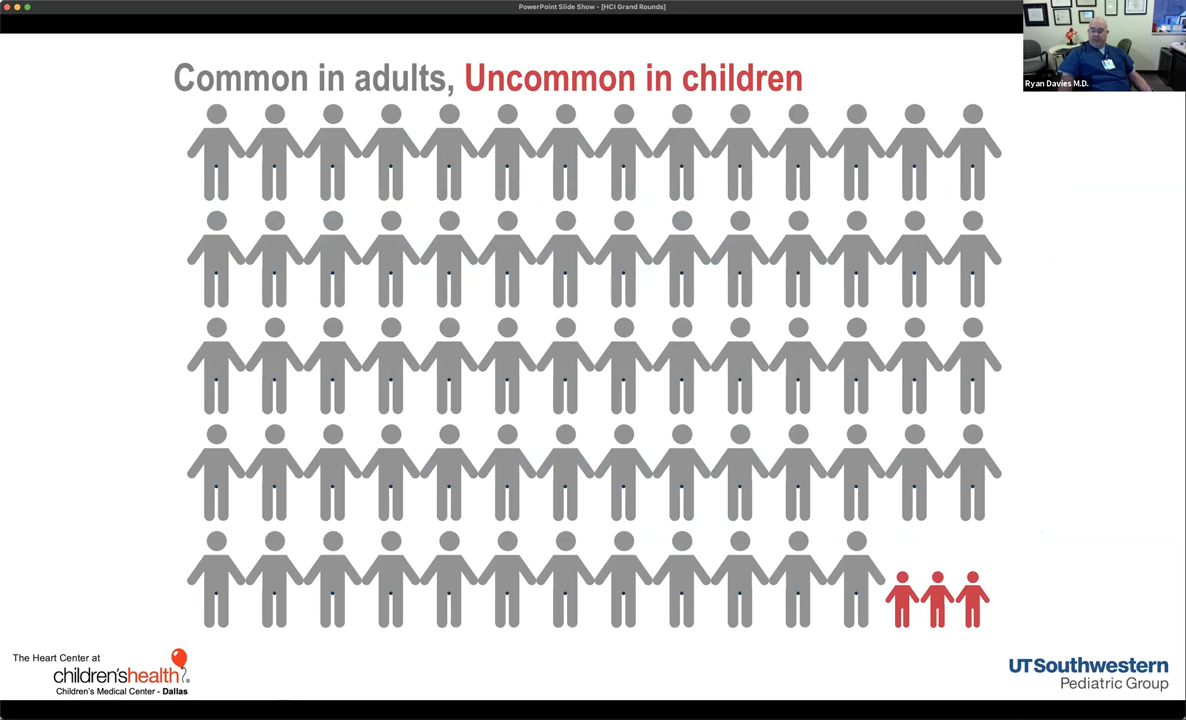 PowerPoint Slide Show - [HCI Grand Rounds]
Ryan Davies M.D.
Common in adults, Uncommon in children
The Heart Center at
children'shealth
Children's Medical Center - Dallas
UTSouthwestern
Pediatric Group